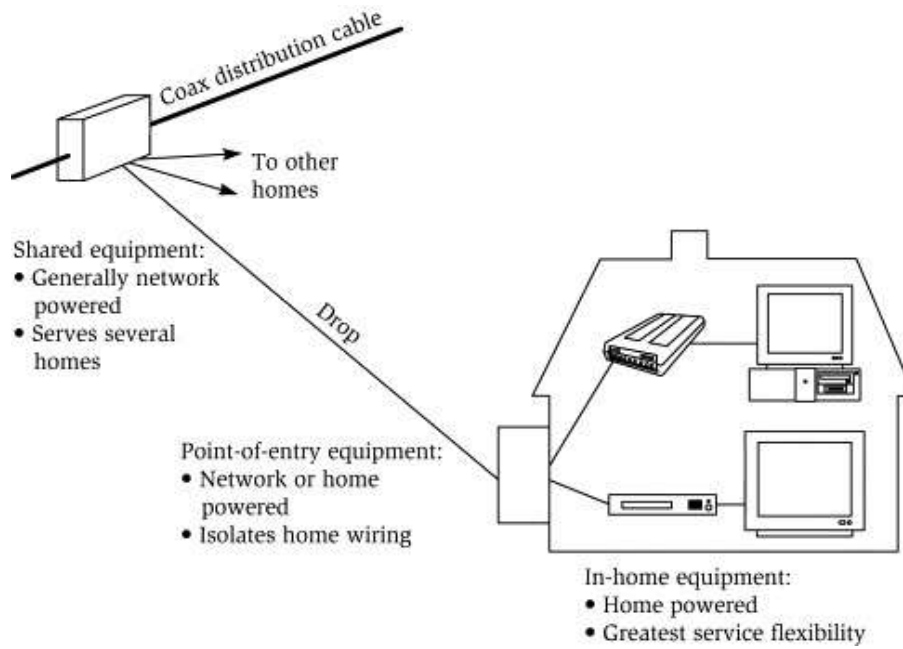 Coax distribution cable
To other
homes
Shared equipment:
• Generally network
powered
• Serves several
homes
Drop
Point-of-entry equipment:
• Network or home
powered
• Isolates home wiring
In-home equipment:
• Home powered
• Greatest service flexibility